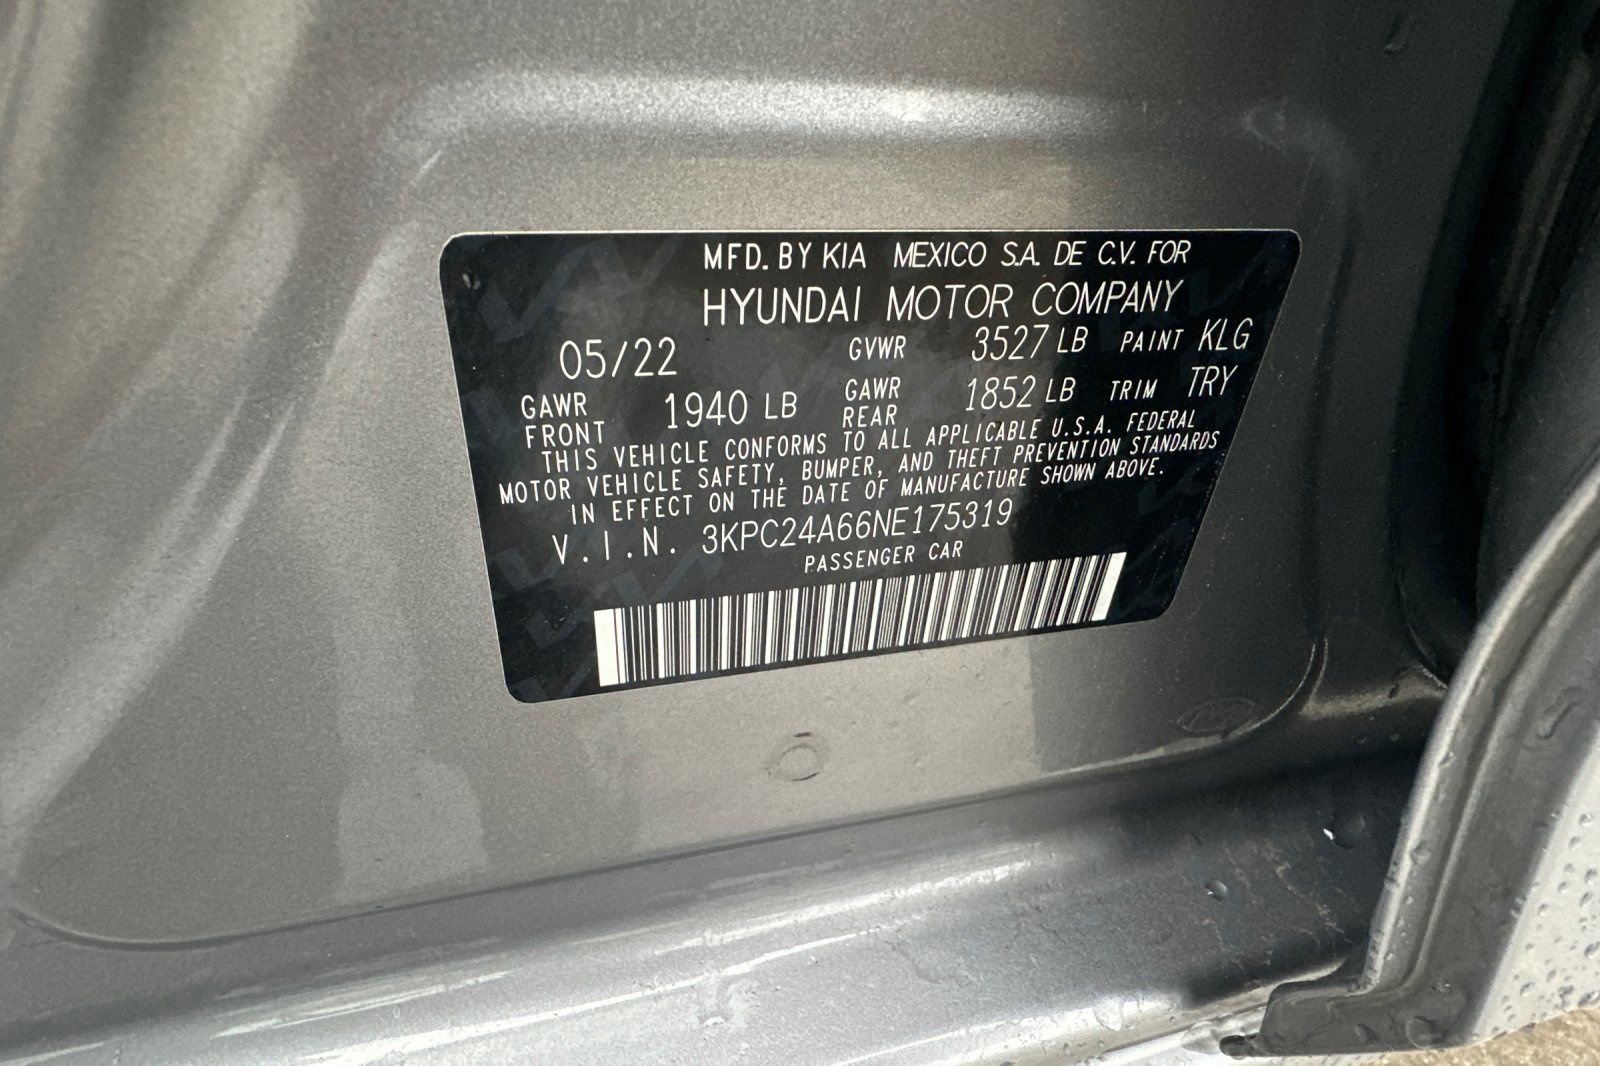 MFD. BY KIA MEXICO S.A. DE C.V. FOR
HYUNDAI MOTOR COMPANY
05/22 GVWR 3527 LB PAINT KLG
GAWR FRONT 1940 LB GAWR REAR 1852 LB TRIM TRY
THIS VEHICLE CONFORMS TO ALL APPLICABLE U.S.A. FEDERAL
MOTOR VEHICLE SAFETY, BUMPER, AND THEFT PREVENTION STANDARDS
IN EFFECT ON THE DATE OF MANUFACTURE SHOWN ABOVE.
V.I.N. 3KPC24A66NE175319
PASSENGER CAR